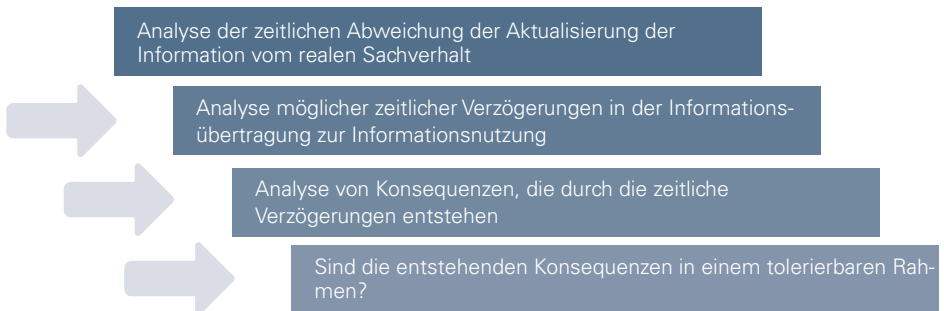 Analyse der zeitlichen Abweichung der Aktualisierung der
Information vom realen Sachverhalt
Analyse möglicher zeitlicher Verzögerungen in der Informations-
übertragung zur Informationsnutzung
Analyse von Konsequenzen, die durch die zeitliche
Verzögerungen entstehen
Sind die entstehenden Konsequenzen in einem tolerierbaren Rah-
men?